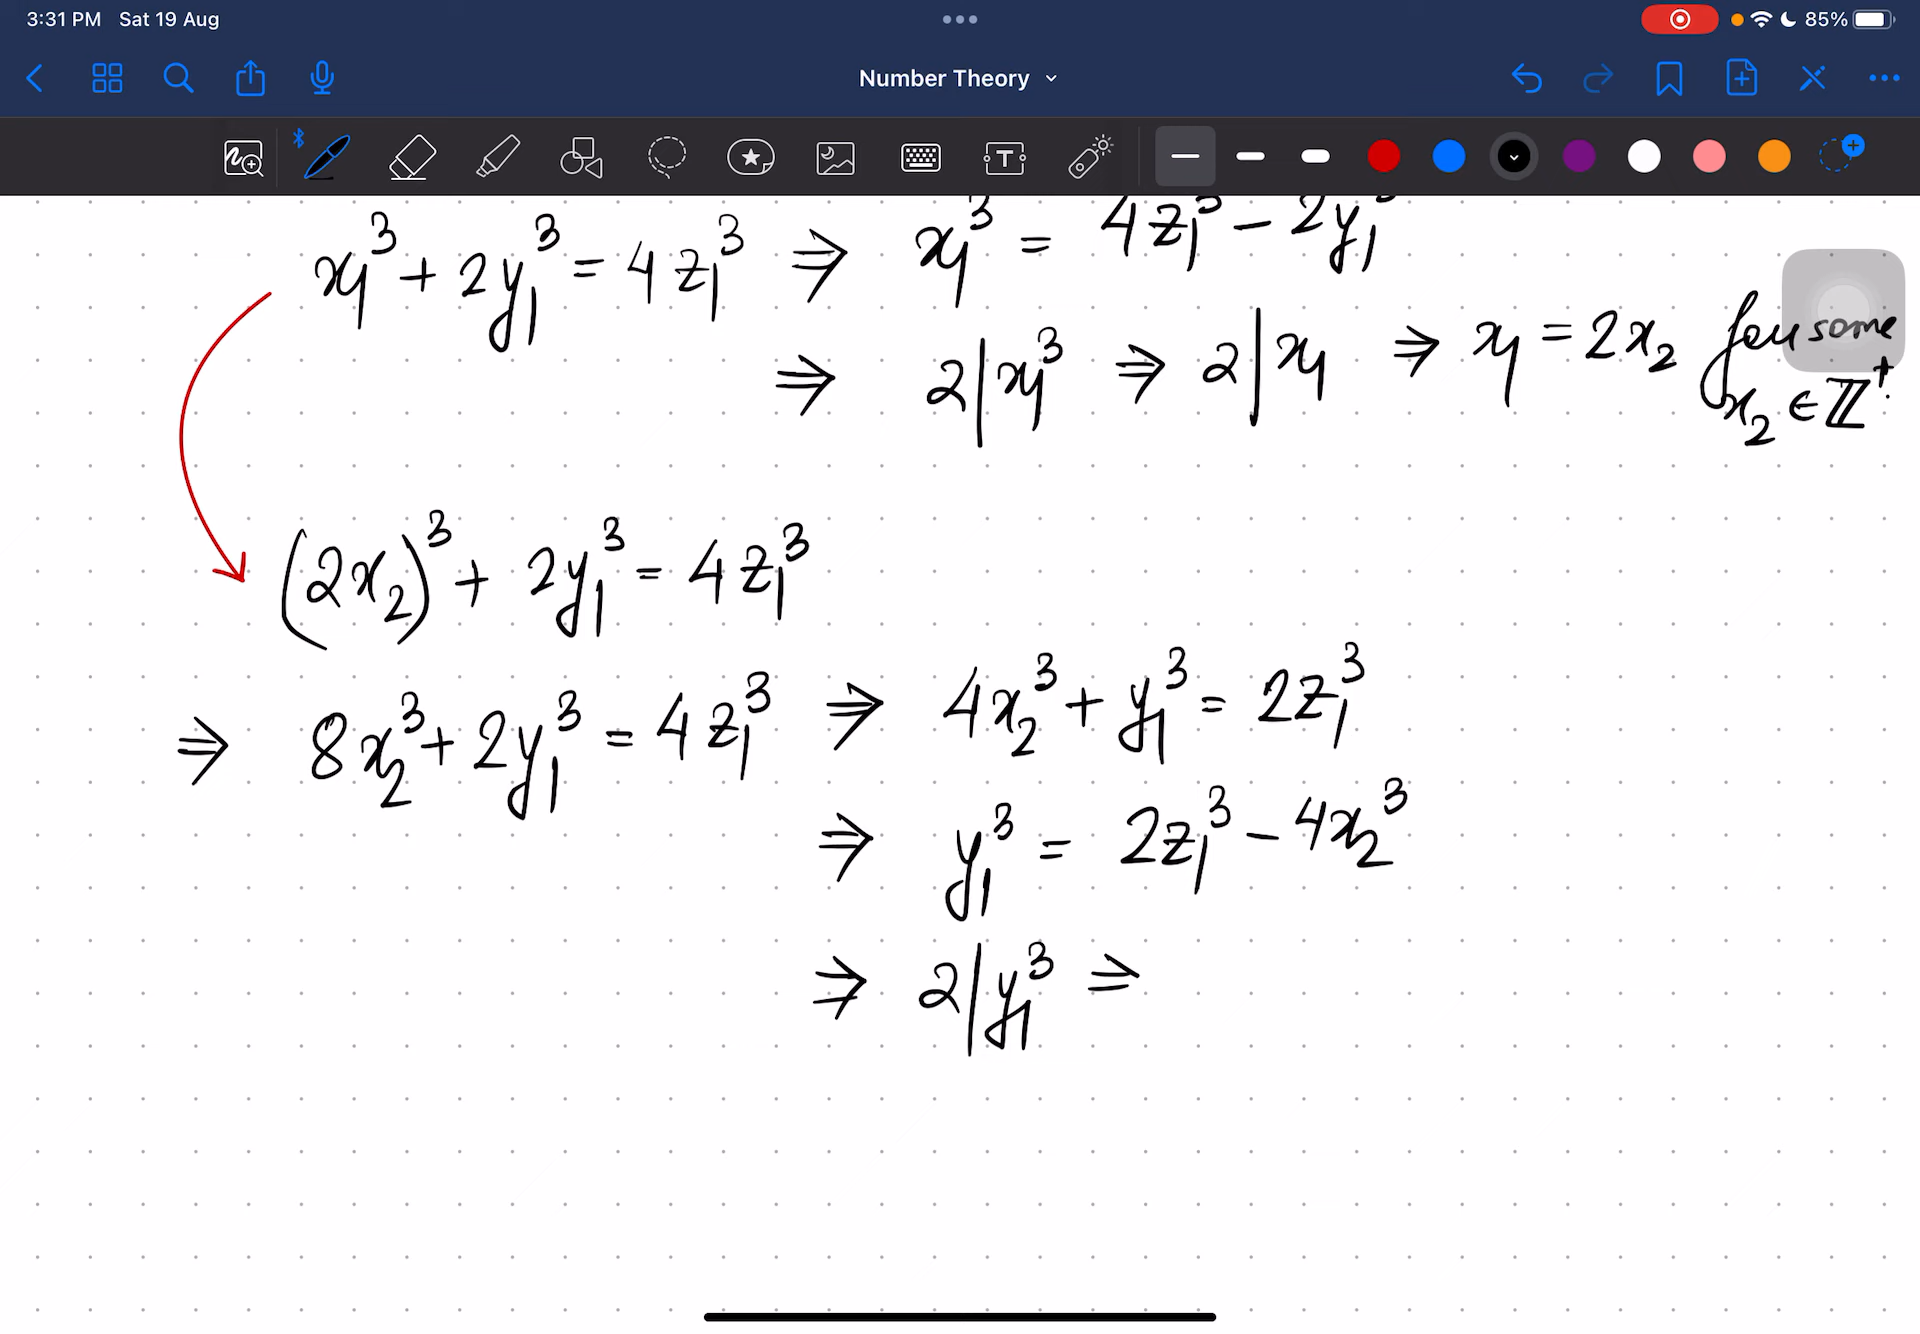 3:31 PM Sat 19 Aug
85%
Number Theory
T
x₁³ + 2y₁³ = 4z₁³ ⇒ x₁³ = 4z₁³ − 2y₁³
⇒ 2|x₁³ ⇒ 2|x₁ ⇒ x₁ = 2x₂ for some
x₂ ∈ ℤ⁺.
(2x₂)³ + 2y₁³ = 4z₁³
⇒ 8x₂³ + 2y₁³ = 4z₁³ ⇒ 4x₂³ + y₁³ = 2z₁³
⇒ y₁³ = 2z₁³ − 4x₂³
⇒ 2|y₁³ ⇒